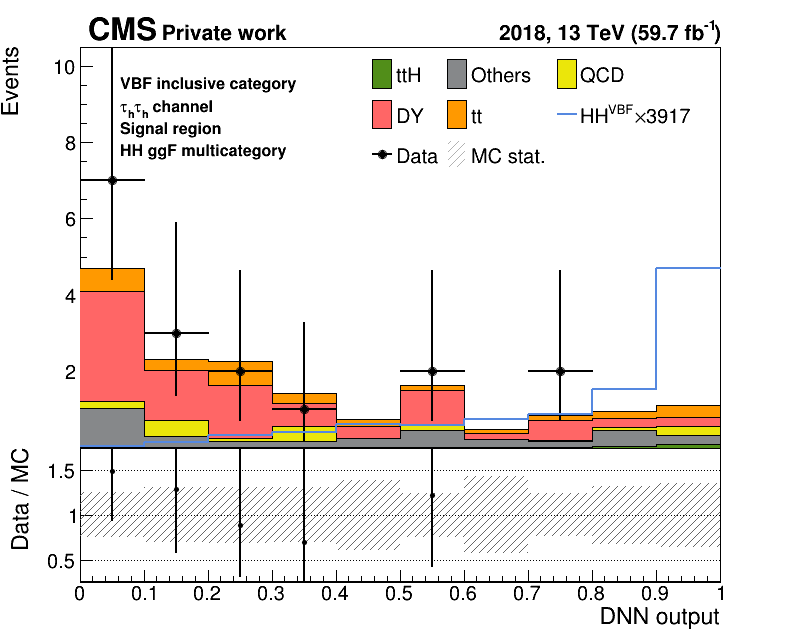 CMS Private work
2018, 13 TeV (59.7 fb⁻¹)
Events
10
8
6
4
2
VBF inclusive category
τhτh channel
Signal region
HH ggF multicategory
ttH
Others
QCD
DY
tt
HHVBF×3917
Data
MC stat.
Data / MC
1.5
1
0.5
0 0.1 0.2 0.3 0.4 0.5 0.6 0.7 0.8 0.9 1
DNN output